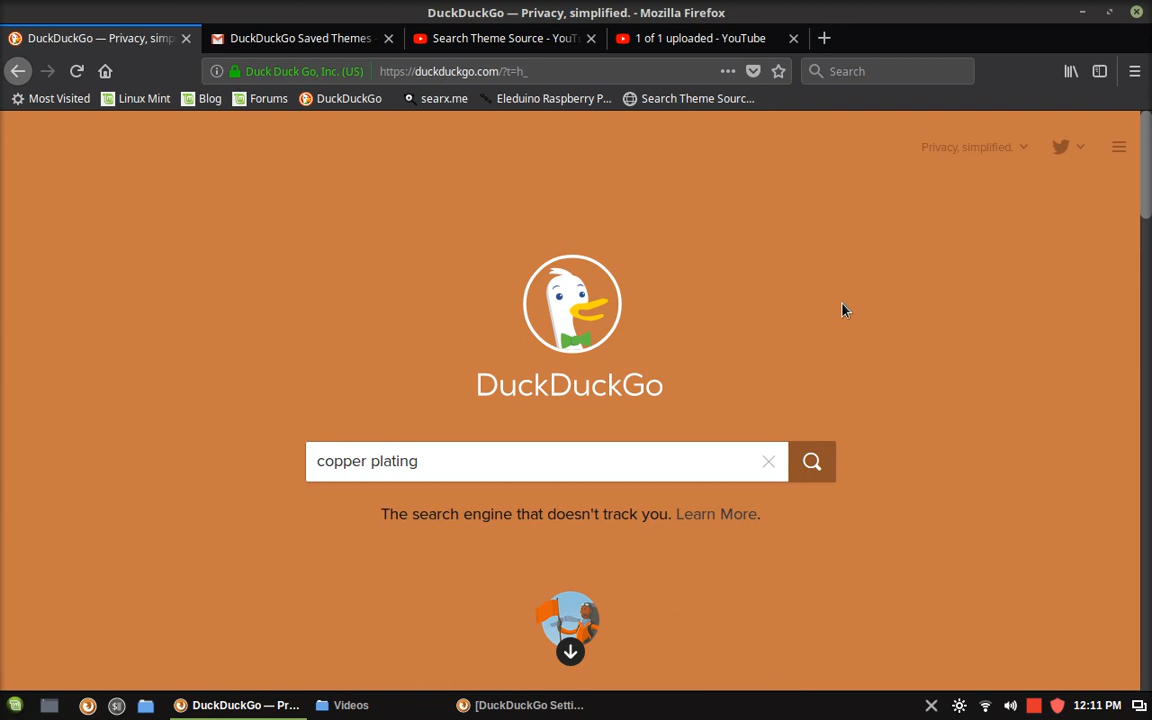 DuckDuckGo — Privacy, simplified. - Mozilla Firefox
DuckDuckGo — Privacy, simp
DuckDuckGo Saved Themes -
Search Theme Source - YouT
1 of 1 uploaded - YouTube
Duck Duck Go, Inc. (US)
https://duckduckgo.com/?t=h_
Search
Most Visited
Linux Mint
Blog
Forums
DuckDuckGo
searx.me
Eleduino Raspberry P...
Search Theme Sourc...
Privacy, simplified.
DuckDuckGo
copper plating
The search engine that doesn't track you. Learn More.
DuckDuckGo — Pr...
Videos
[DuckDuckGo Setti...
12:11 PM